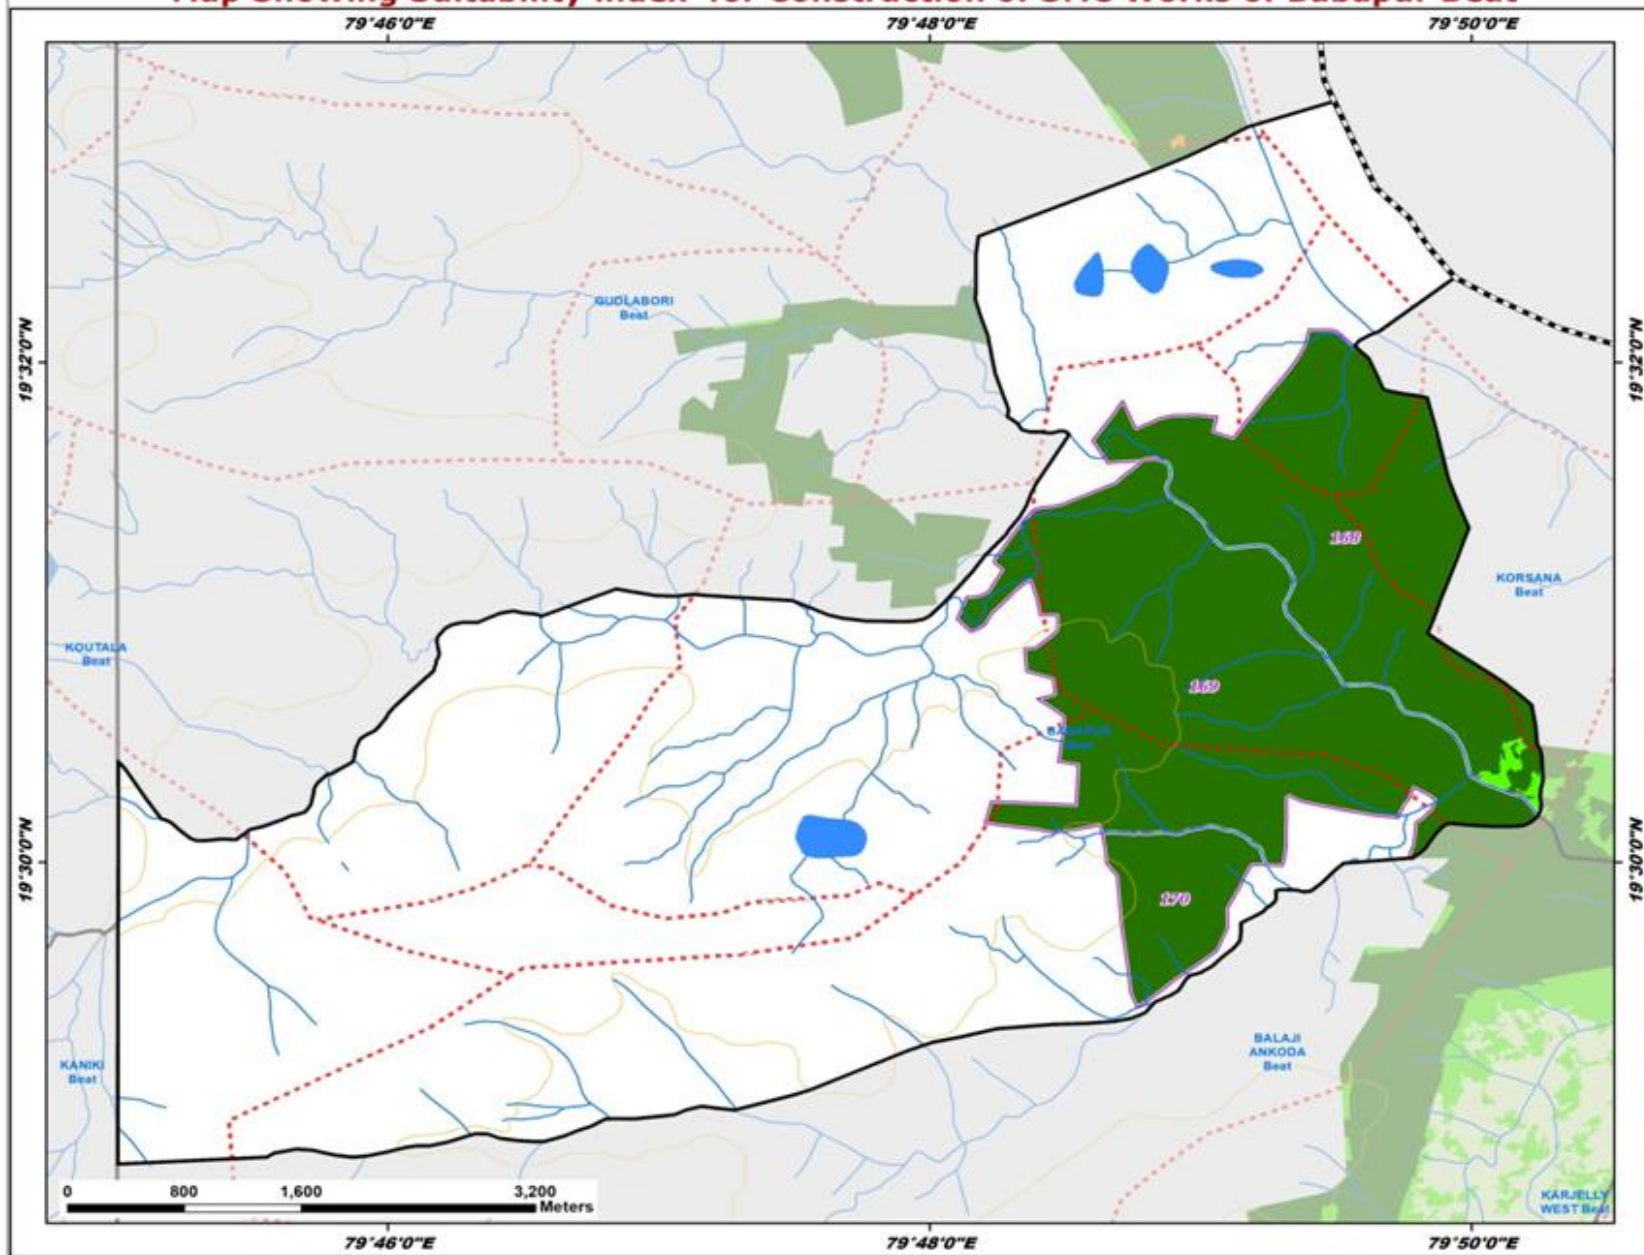 Map Showing Suitability Index for Construction of SMC Works of Babapur Beat
79°46'0"E
79°48'0"E
79°50'0"E
19°32'0"N
19°32'0"N
GUDLABORI
Beat
168
KORSANA
Beat
KOUTALA
Beat
169
BABAPUR
Beat
19°30'0"N
19°30'0"N
170
KANIKI
Beat
BALAJI
ANKODA
Beat
0 800 1,600 3,200
Meters
KARJELLY
WEST Beat
79°46'0"E
79°48'0"E
79°50'0"E